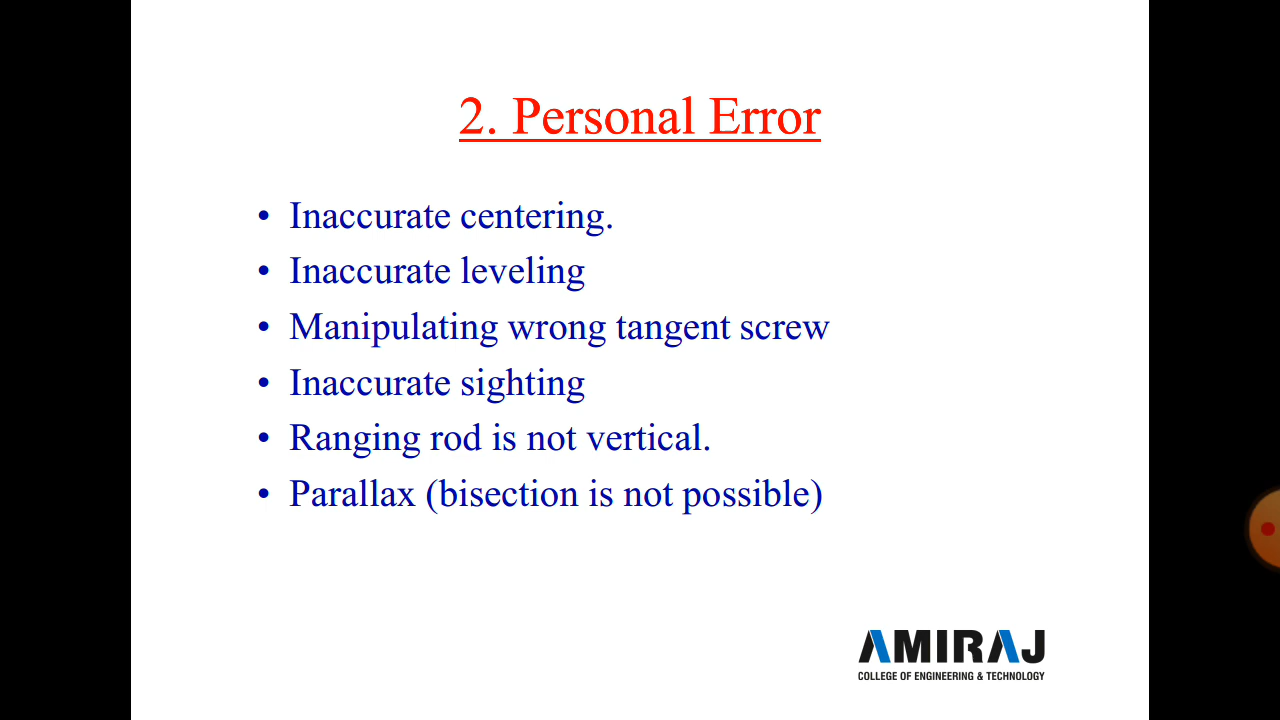 2. Personal Error
• Inaccurate centering.
• Inaccurate leveling
• Manipulating wrong tangent screw
• Inaccurate sighting
• Ranging rod is not vertical.
• Parallax (bisection is not possible)
AMIRAJ
COLLEGE OF ENGINEERING & TECHNOLOGY